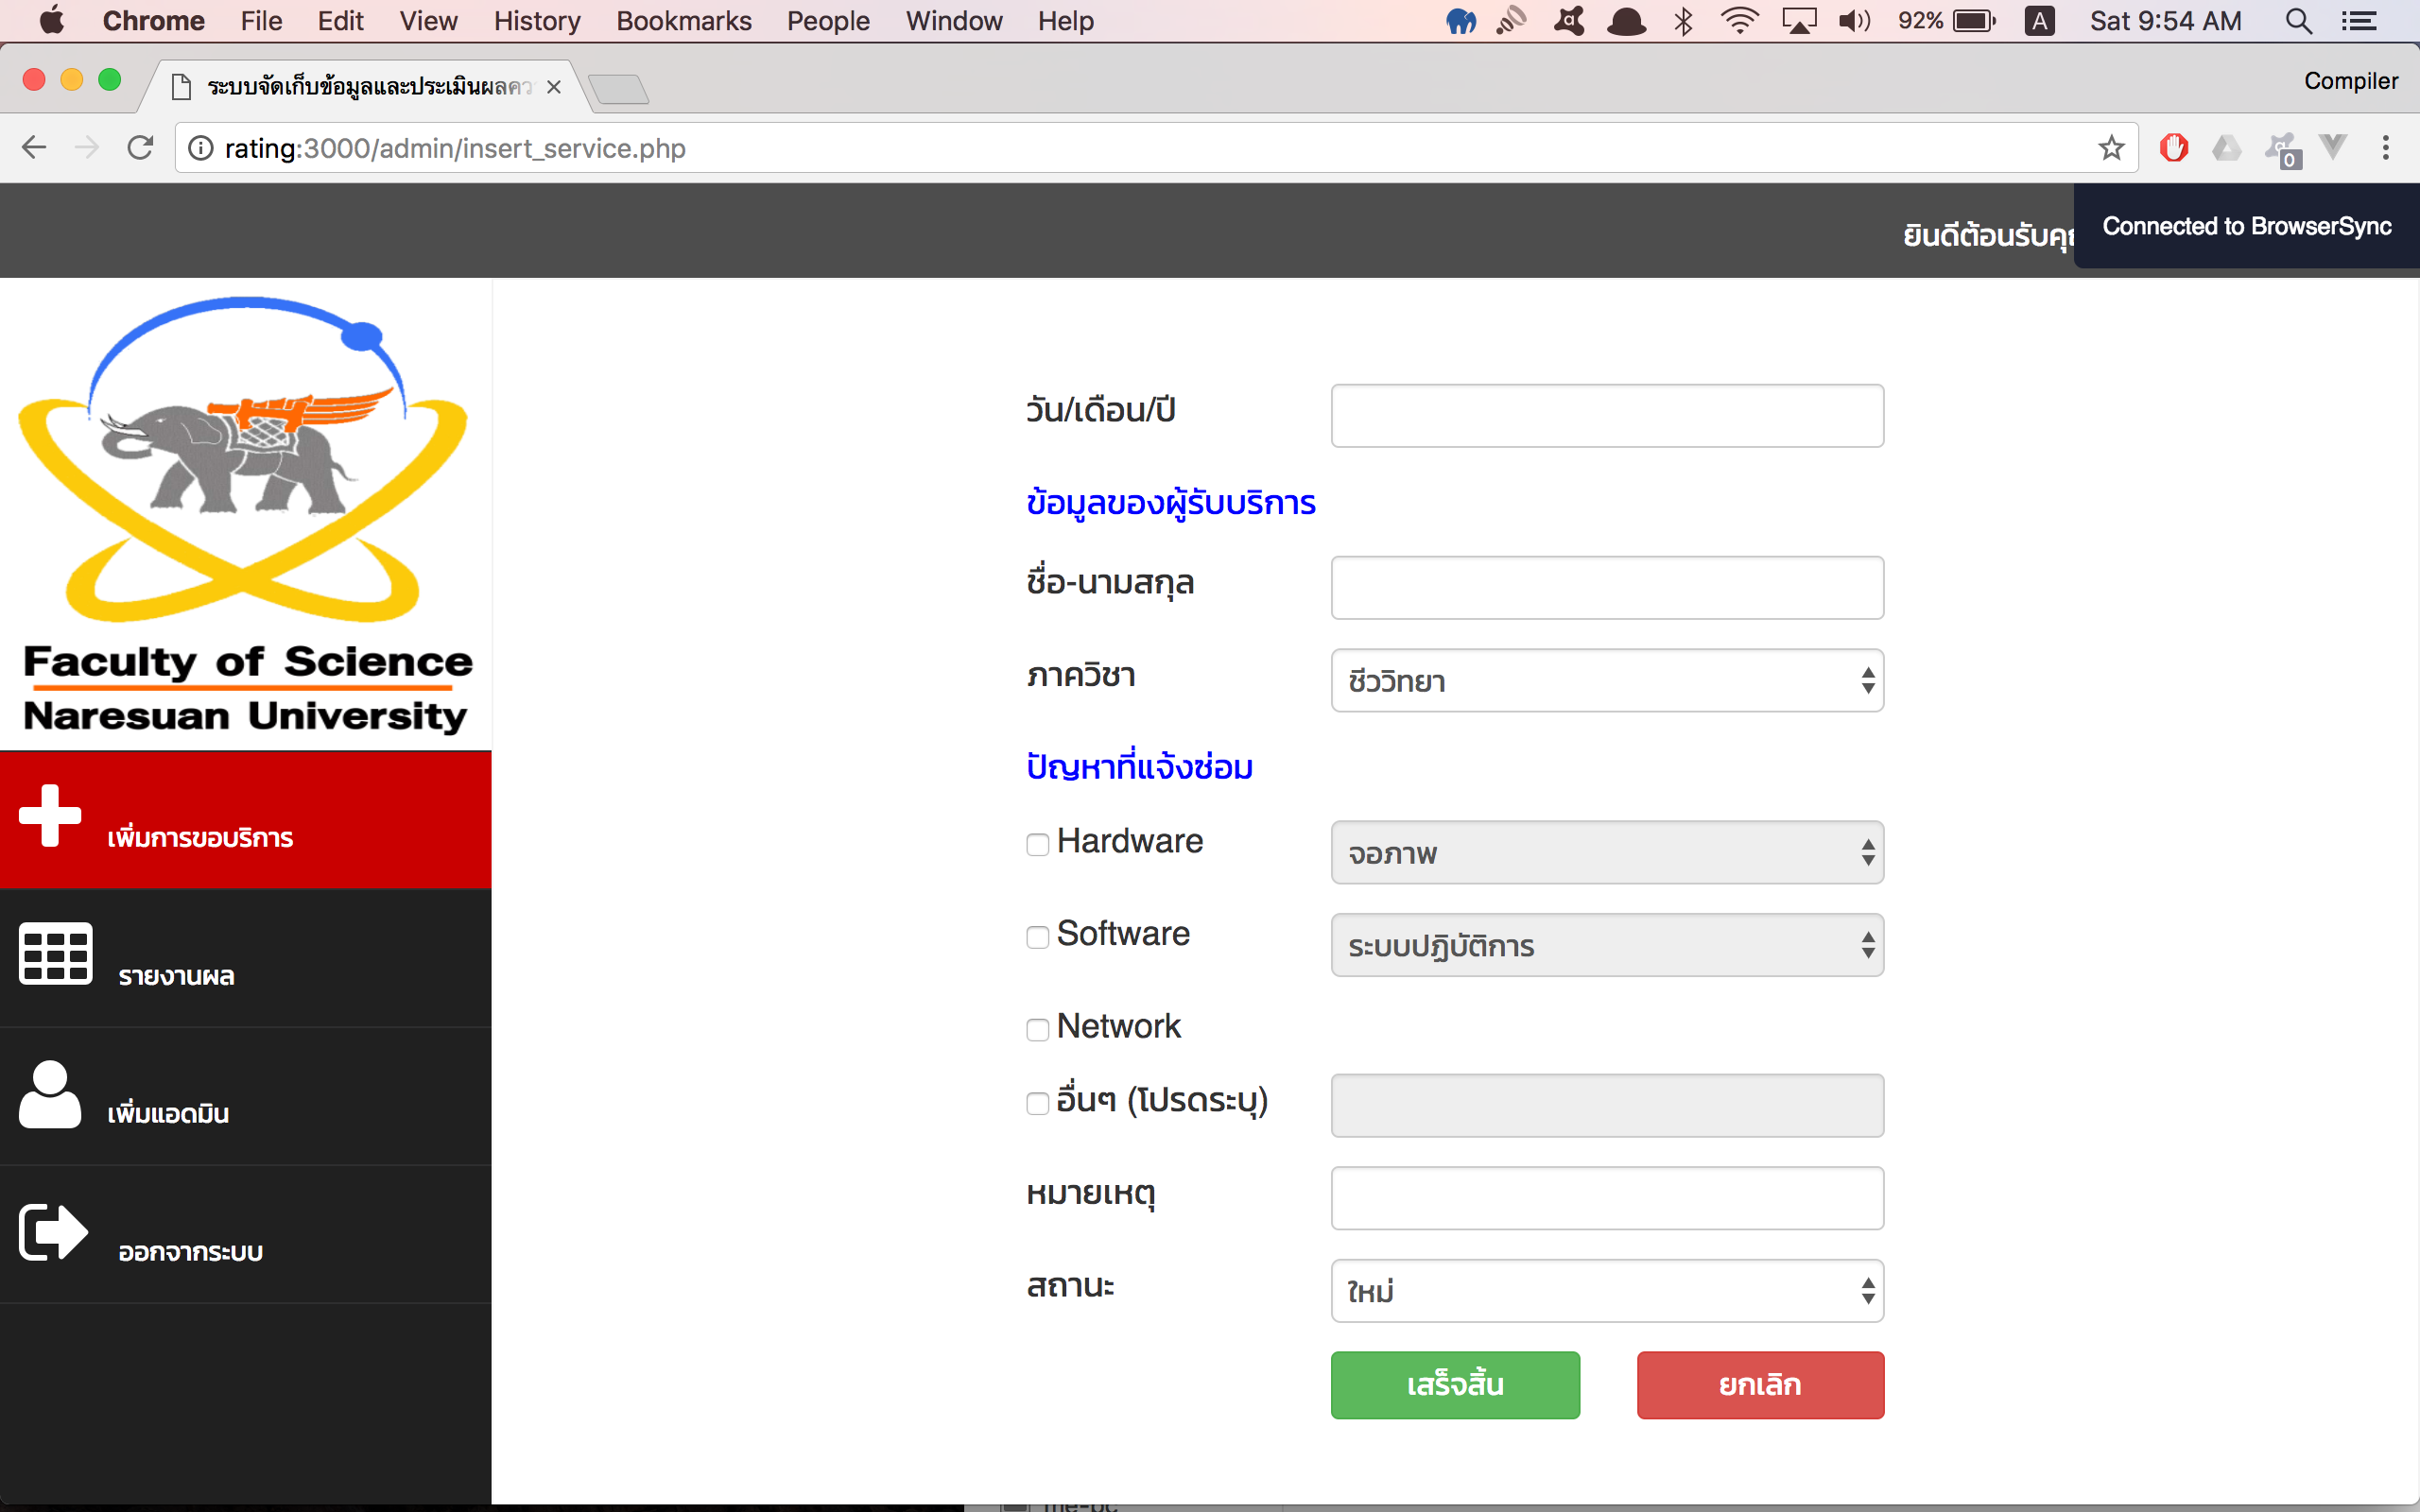 Chrome File Edit View History Bookmarks People Window Help 92% A Sat 9:54 AM
ระบบจัดเก็บข้อมูลและประเมินผลคว
Compiler
rating:3000/admin/insert_service.php
0
ยินดีต้อนรับคุณ
Connected to BrowserSync
Faculty of Science
Naresuan University
เพิ่มการขอบริการ
รายงานผล
เพิ่มแอดมิน
ออกจากระบบ
วัน/เดือน/ปี
ข้อมูลของผู้รับบริการ
ชื่อ-นามสกุล
ภาควิชา ชีววิทยา
ปัญหาที่แจ้งซ่อม
Hardware จอภาพ
Software ระบบปฏิบัติการ
Network
อื่นๆ (โปรดระบุ)
หมายเหตุ
สถานะ ใหม่
เสร็จสิ้น ยกเลิก